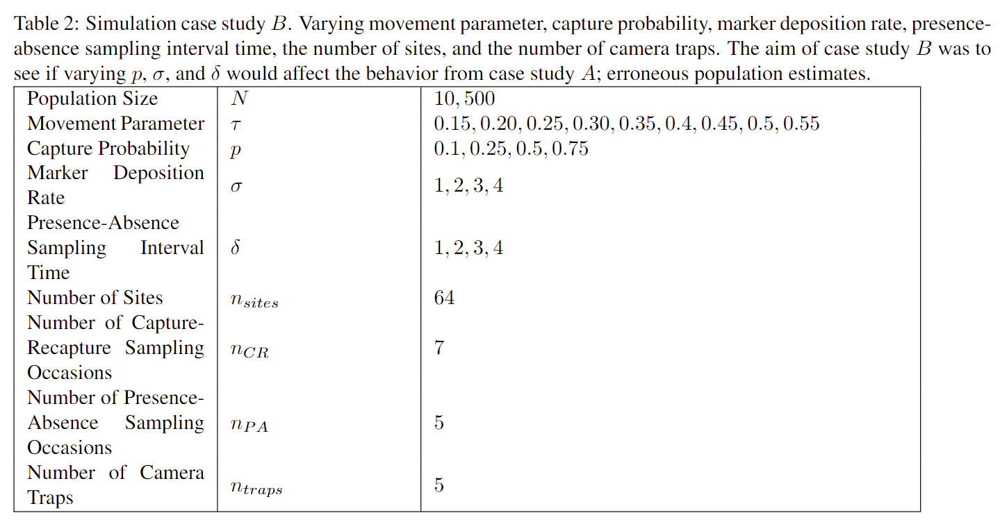 Table 2: Simulation case study B. Varying movement parameter, capture probability, marker deposition rate, presence-
absence sampling interval time, the number of sites, and the number of camera traps. The aim of case study B was to
see if varying p, σ, and δ would affect the behavior from case study A; erroneous population estimates.
Population Size N 10, 500
Movement Parameter τ 0.15, 0.20, 0.25, 0.30, 0.35, 0.4, 0.45, 0.5, 0.55
Capture Probability p 0.1, 0.25, 0.5, 0.75
Marker Deposition
Rate
σ 1, 2, 3, 4
Presence-Absence
Sampling Interval
Time
δ 1, 2, 3, 4
Number of Sites n_{sites} 64
Number of Capture-
Recapture Sampling
Occasions
n_{CR} 7
Number of Presence-
Absence Sampling
Occasions
n_{PA} 5
Number of Camera
Traps
n_{traps} 5